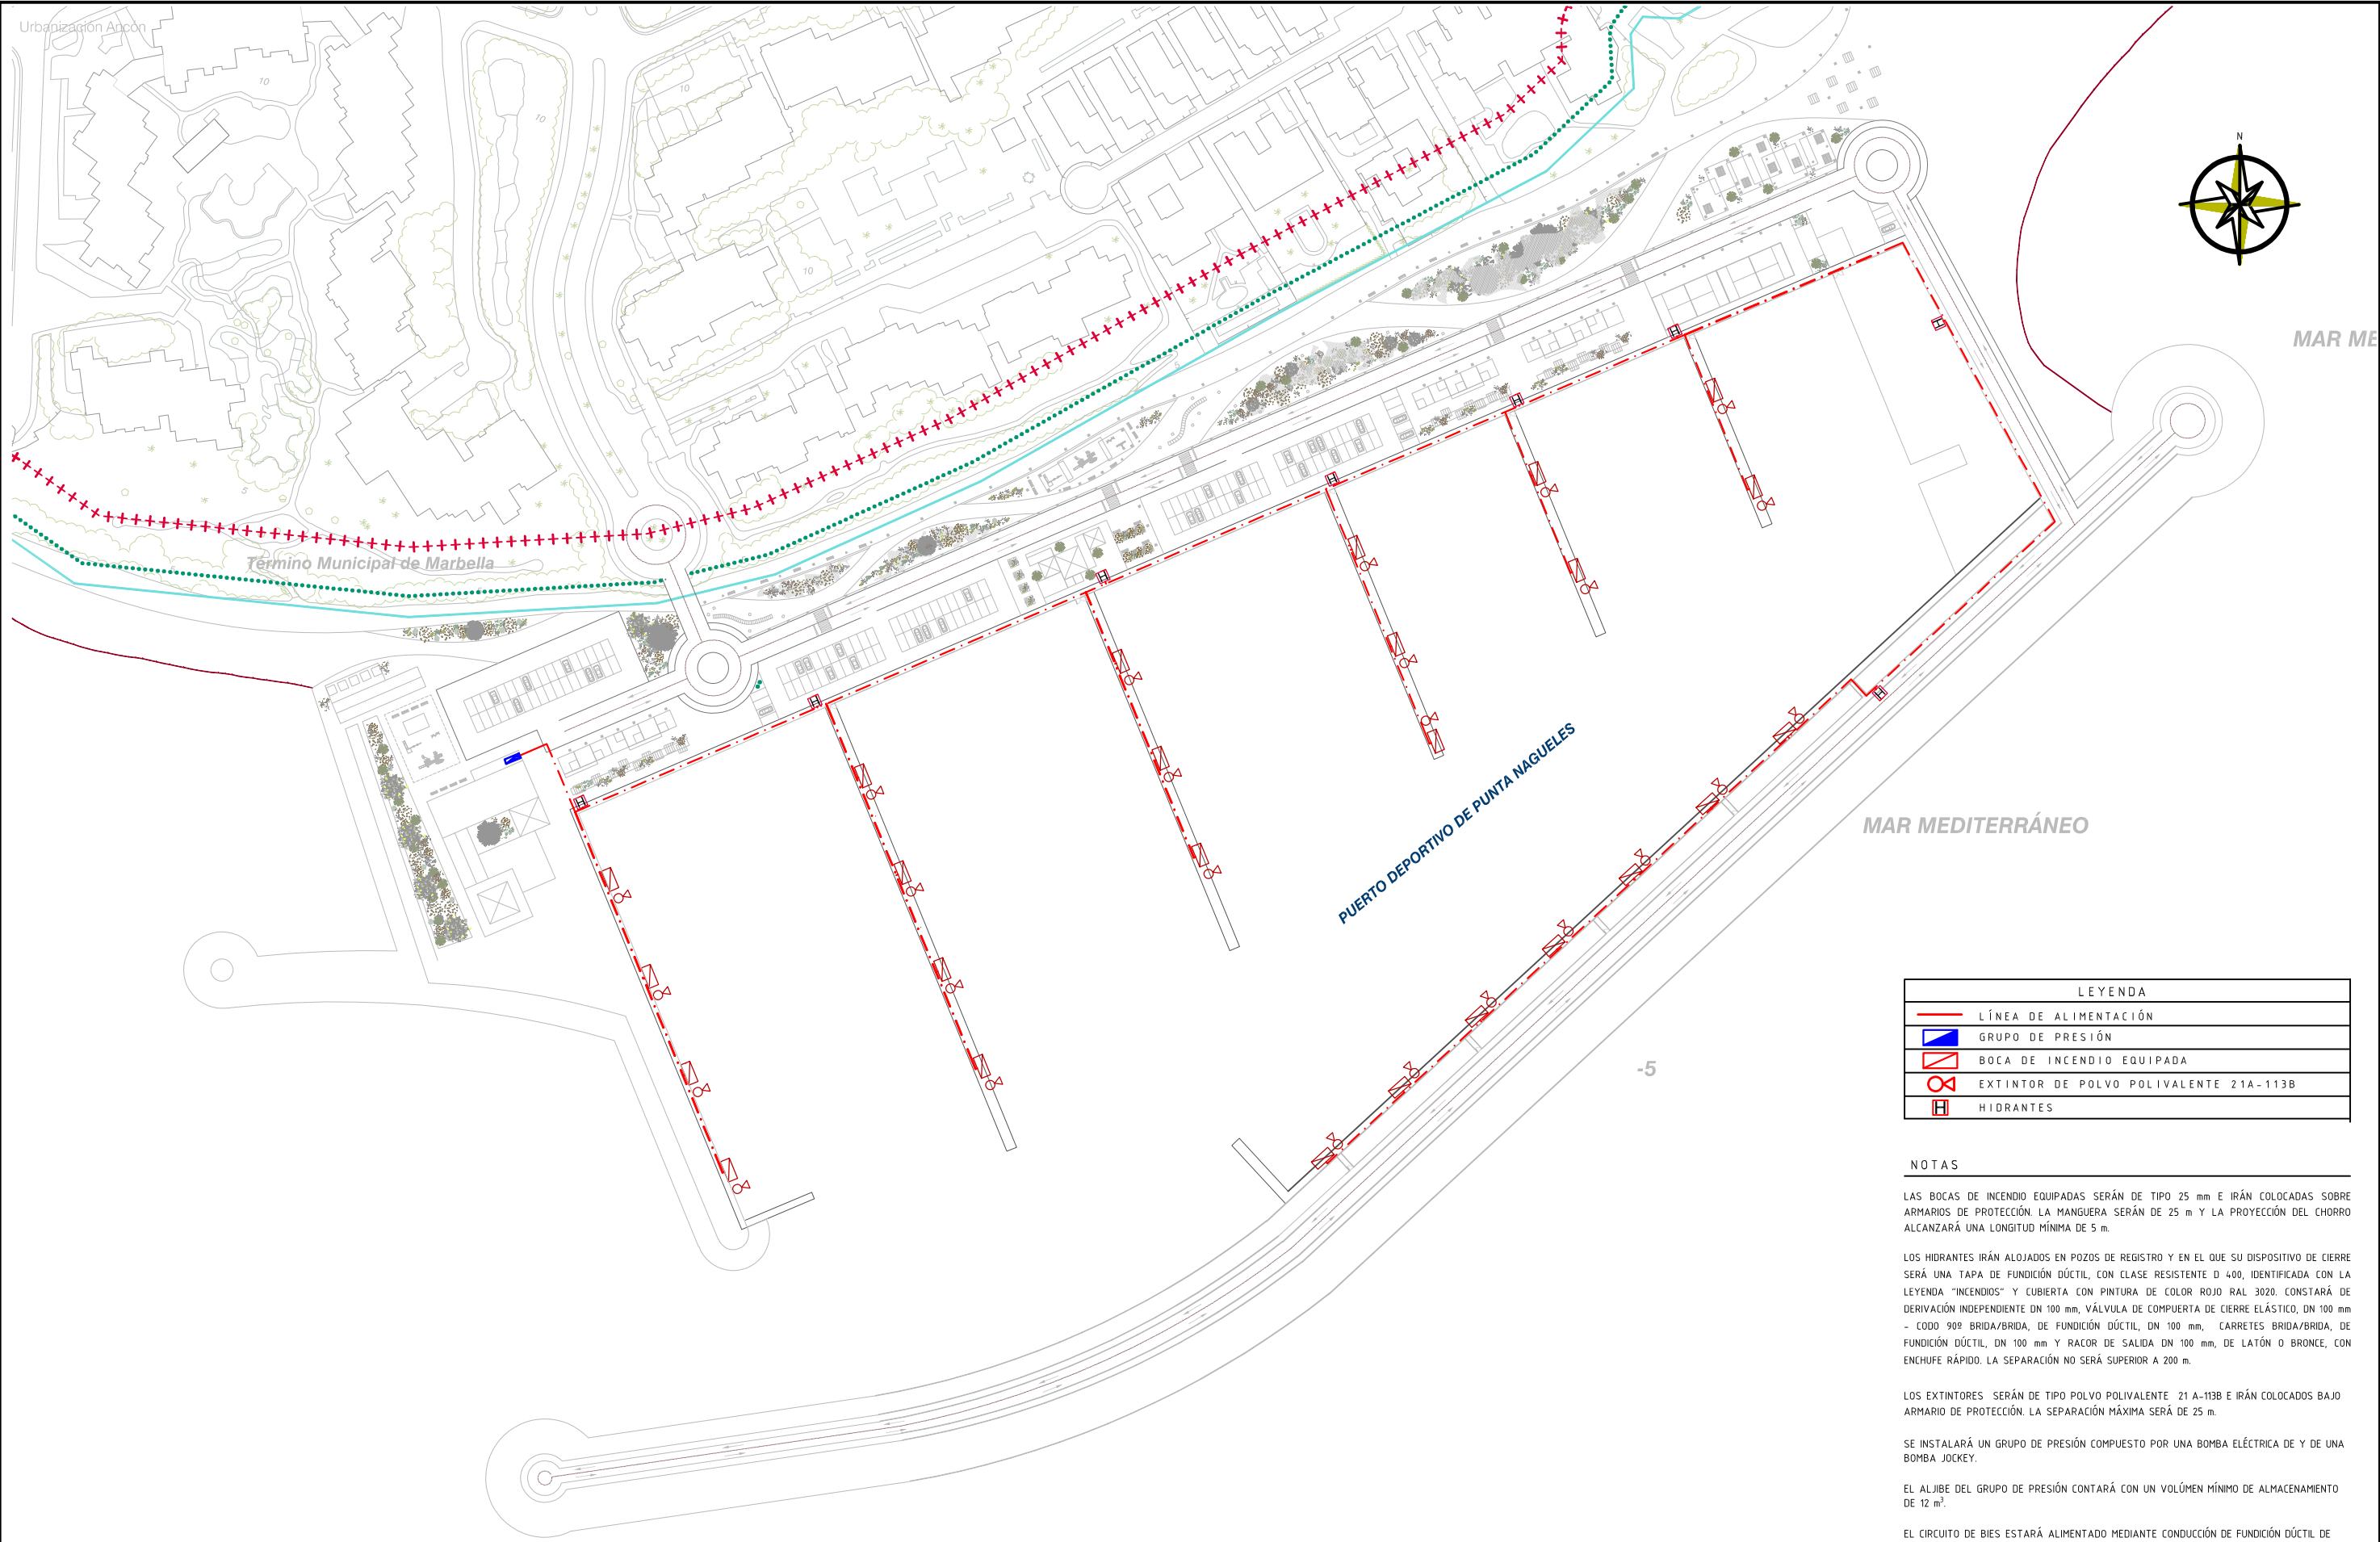 Urbanización Ancón
10
10
10
10
5
N
MAR ME
Término Municipal de Marbella
PUERTO DEPORTIVO DE PUNTA NAGUELES
MAR MEDITERRÁNEO
-5
LEYENDA
LÍNEA DE ALIMENTACIÓN
GRUPO DE PRESIÓN
BOCA DE INCENDIO EQUIPADA
EXTINTOR DE POLVO POLIVALENTE 21A-113B
H HIDRANTES
NOTAS
LAS BOCAS DE INCENDIO EQUIPADAS SERÁN DE TIPO 25 mm E IRÁN COLOCADAS SOBRE
ARMARIOS DE PROTECCIÓN. LA MANGUERA SERÁN DE 25 m Y LA PROYECCIÓN DEL CHORRO
ALCANZARÁ UNA LONGITUD MÍNIMA DE 5 m.
LOS HIDRANTES IRÁN ALOJADOS EN POZOS DE REGISTRO Y EN EL QUE SU DISPOSITIVO DE CIERRE
SERÁ UNA TAPA DE FUNDICIÓN DÚCTIL, CON CLASE RESISTENTE D 400, IDENTIFICADA CON LA
LEYENDA "INCENDIOS" Y CUBIERTA CON PINTURA DE COLOR ROJO RAL 3020. CONSTARÁ DE
DERIVACIÓN INDEPENDIENTE DN 100 mm, VÁLVULA DE COMPUERTA DE CIERRE ELÁSTICO, DN 100 mm
- CODO 90º BRIDA/BRIDA, DE FUNDICIÓN DÚCTIL, DN 100 mm, CARRETES BRIDA/BRIDA, DE
FUNDICIÓN DÚCTIL, DN 100 mm Y RACOR DE SALIDA DN 100 mm, DE LATÓN O BRONCE, CON
ENCHUFE RÁPIDO. LA SEPARACIÓN NO SERÁ SUPERIOR A 200 m.
LOS EXTINTORES SERÁN DE TIPO POLVO POLIVALENTE 21 A-113B E IRÁN COLOCADOS BAJO
ARMARIO DE PROTECCIÓN. LA SEPARACIÓN MÁXIMA SERÁ DE 25 m.
SE INSTALARÁ UN GRUPO DE PRESIÓN COMPUESTO POR UNA BOMBA ELÉCTRICA DE Y DE UNA
BOMBA JOCKEY.
EL ALJIBE DEL GRUPO DE PRESIÓN CONTARÁ CON UN VOLÚMEN MÍNIMO DE ALMACENAMIENTO
DE 12 m³.
EL CIRCUITO DE BIES ESTARÁ ALIMENTADO MEDIANTE CONDUCCIÓN DE FUNDICIÓN DÚCTIL DE